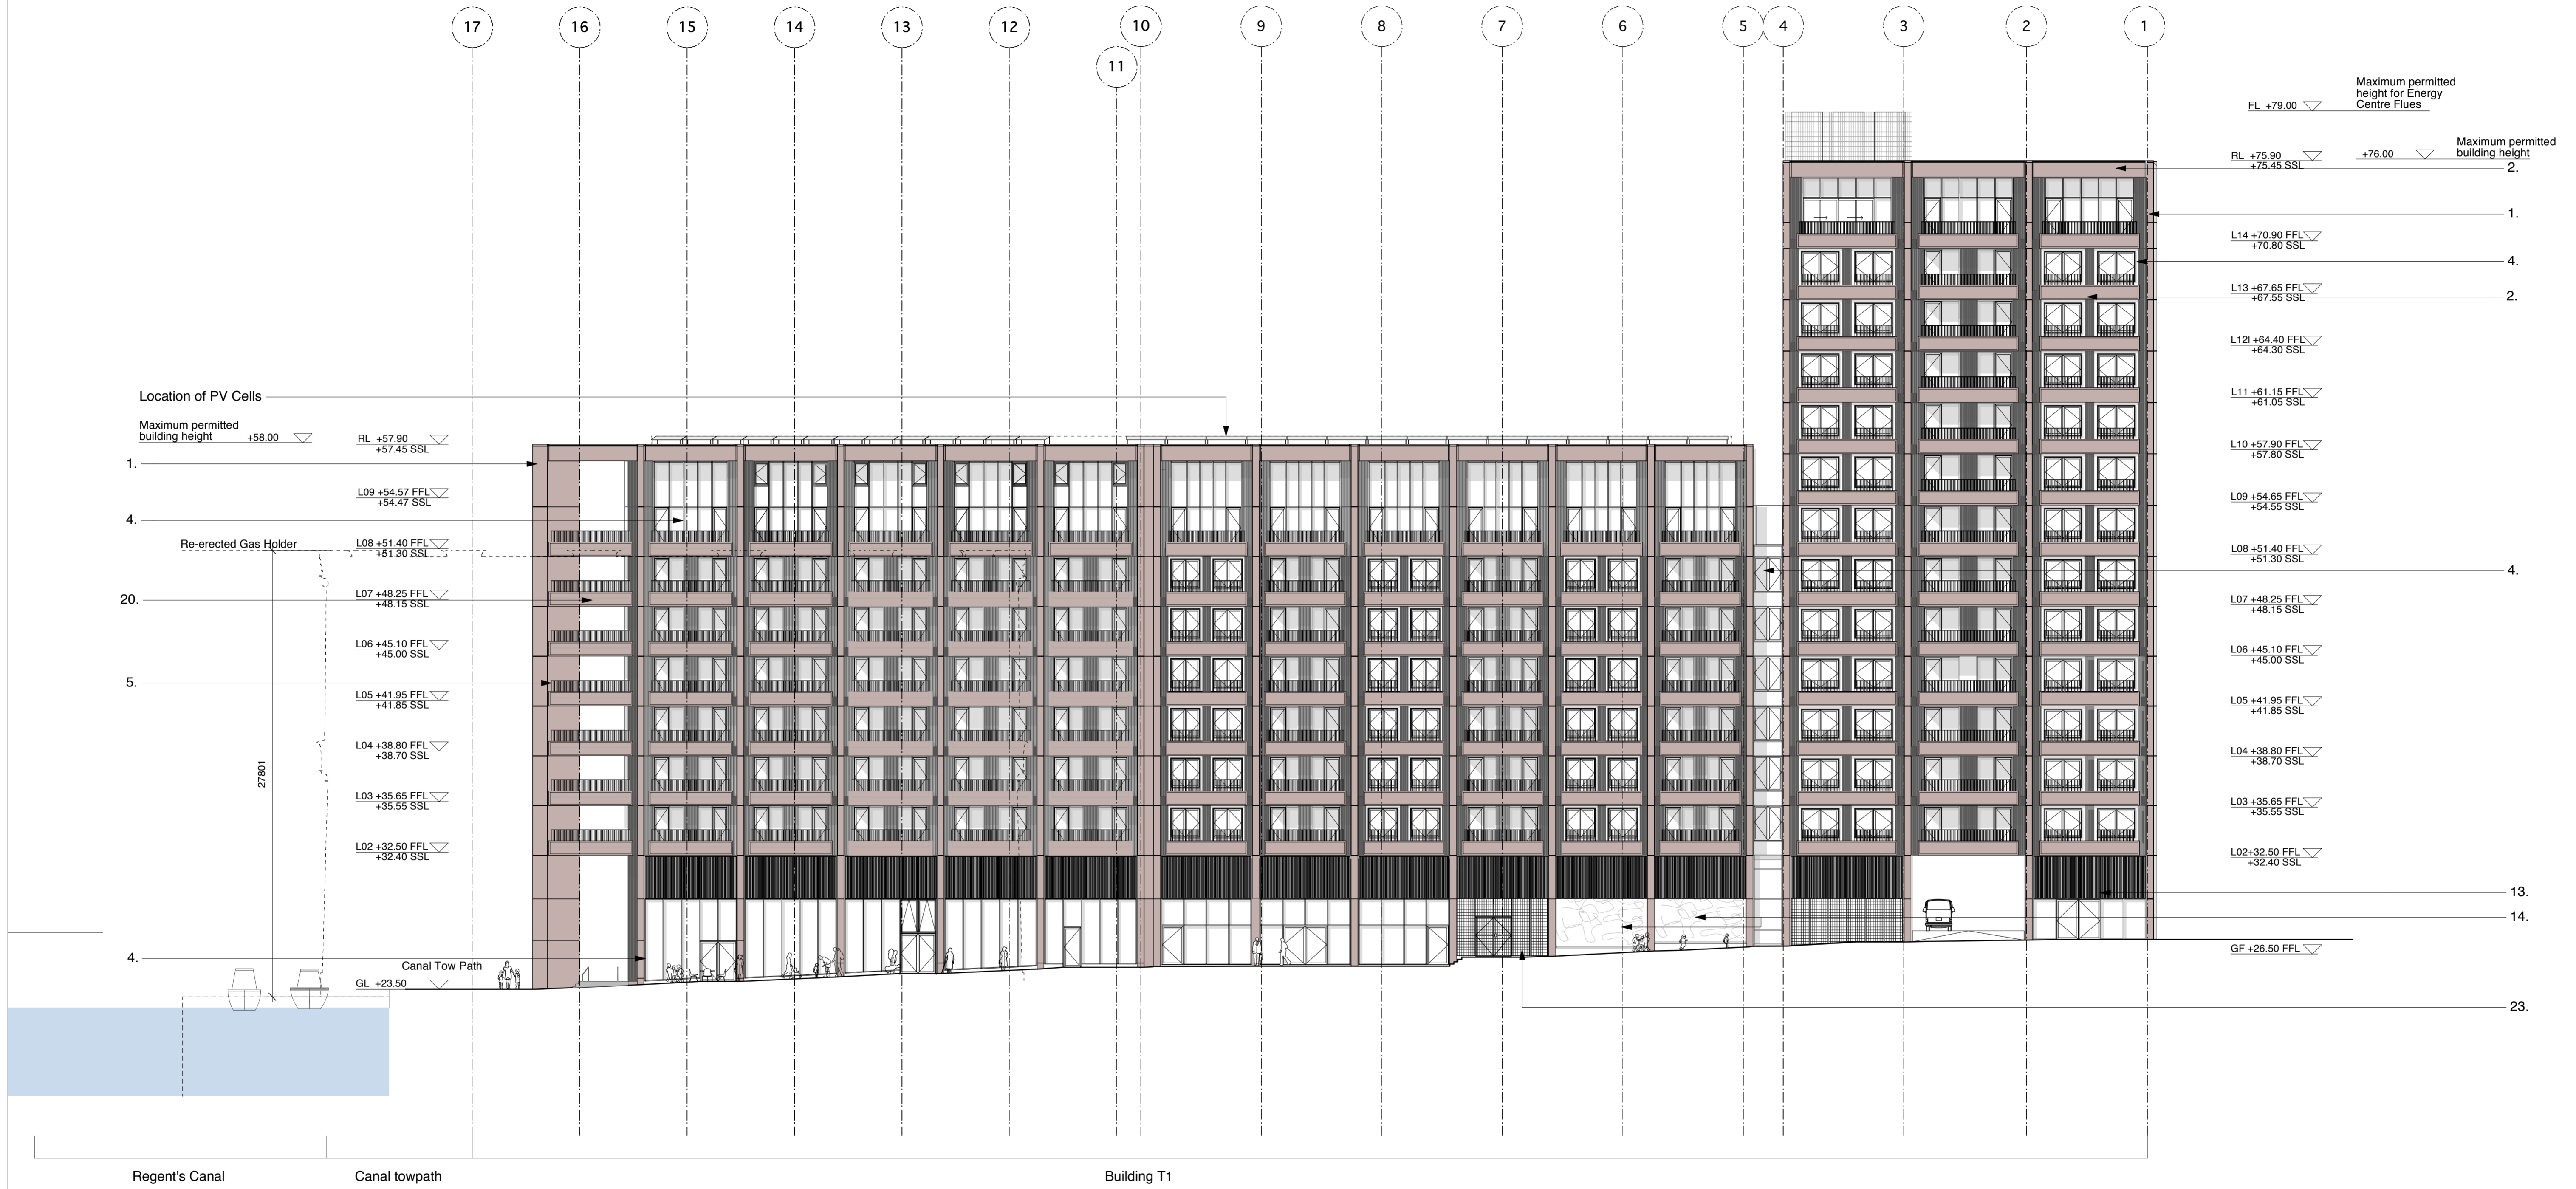 17
16
15
14
13
12
11
10
9
8
7
6
5
4
3
2
1
Maximum permitted
height for Energy
Centre Flues
FL +79.00
Maximum permitted
building height
+76.00
RL +75.90
+75.45 SSL
2.
1.
L14 +70.90 FFL
+70.80 SSL
4.
L13 +67.65 FFL
+67.55 SSL
2.
L12l +64.40 FFL
+64.30 SSL
L11 +61.15 FFL
+61.05 SSL
L10 +57.90 FFL
+57.80 SSL
L09 +54.65 FFL
+54.55 SSL
L08 +51.40 FFL
+51.30 SSL
4.
L07 +48.25 FFL
+48.15 SSL
L06 +45.10 FFL
+45.00 SSL
L05 +41.95 FFL
+41.85 SSL
L04 +38.80 FFL
+38.70 SSL
L03 +35.65 FFL
+35.55 SSL
L02+32.50 FFL
+32.40 SSL
13.
14.
GF +26.50 FFL
23.
Location of PV Cells
Maximum permitted
building height +58.00
RL +57.90
+57.45 SSL
1.
L09 +54.57 FFL
+54.47 SSL
4.
Re-erected Gas Holder
L08 +51.40 FFL
+51.30 SSL
20.
L07 +48.25 FFL
+48.15 SSL
L06 +45.10 FFL
+45.00 SSL
5.
L05 +41.95 FFL
+41.85 SSL
L04 +38.80 FFL
+38.70 SSL
27801
L03 +35.65 FFL
+35.55 SSL
L02 +32.50 FFL
+32.40 SSL
4.
Canal Tow Path
GL +23.50
Regent's Canal
Canal towpath
Building T1